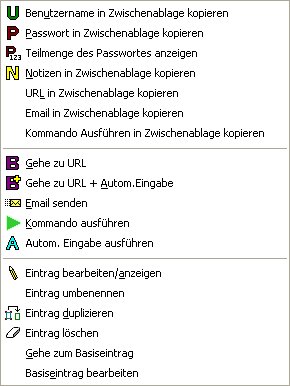 U Benutzername in Zwischenablage kopieren
P Passwort in Zwischenablage kopieren
P123 Teilmenge des Passwortes anzeigen
N Notizen in Zwischenablage kopieren
URL in Zwischenablage kopieren
Email in Zwischenablage kopieren
Kommando Ausführen in Zwischenablage kopieren
B Gehe zu URL
B Gehe zu URL + Autom.Eingabe
Email senden
Kommando ausführen
A Autom. Eingabe ausführen
Eintrag bearbeiten/anzeigen
Eintrag umbenennen
Eintrag duplizieren
Eintrag löschen
Gehe zum Basiseintrag
Basiseintrag bearbeiten